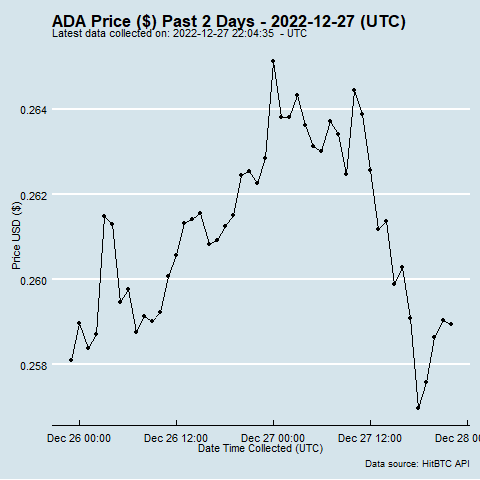 ADA Price ($) Past 2 Days - 2022-12-27 (UTC)
Latest data collected on: 2022-12-27 22:04:35 - UTC
0.264
0.262
0.260
0.258
Price USD ($)
Dec 26 00:00 Dec 26 12:00 Dec 27 00:00 Dec 27 12:00 Dec 28 0
Date Time Collected (UTC)
Data source: HitBTC API